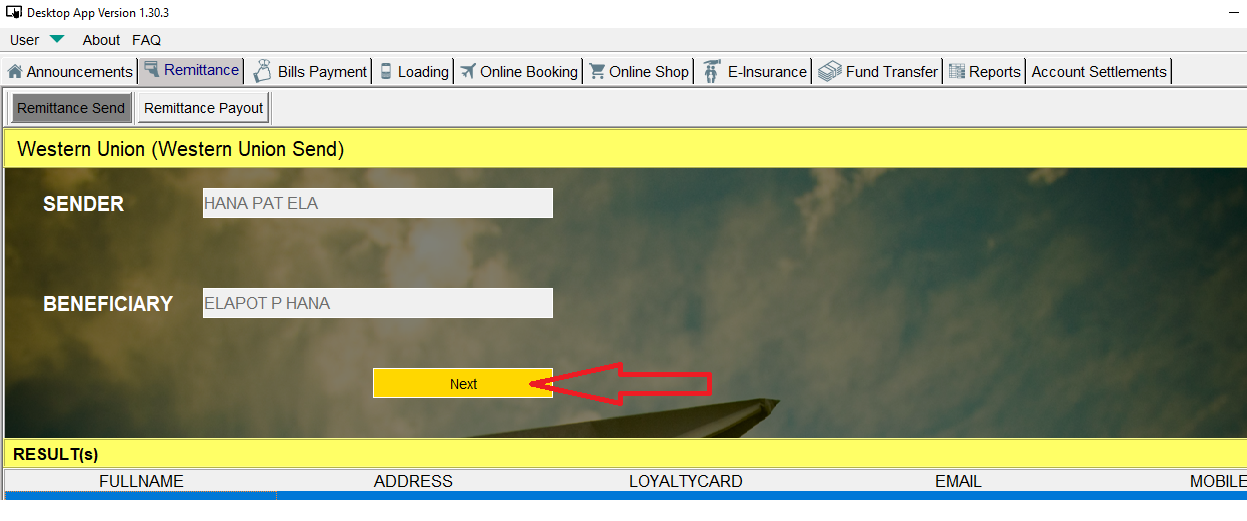 Desktop App Version 1.30.3
User About FAQ
Announcements Remittance Bills Payment Loading Online Booking Online Shop E-Insurance Fund Transfer Reports Account Settlements
Remittance Send Remittance Payout
Western Union (Western Union Send)
SENDER HANA PAT ELA
BENEFICIARY ELAPOT P HANA
Next
RESULT(s)
FULLNAME ADDRESS LOYALTYCARD EMAIL MOBILE